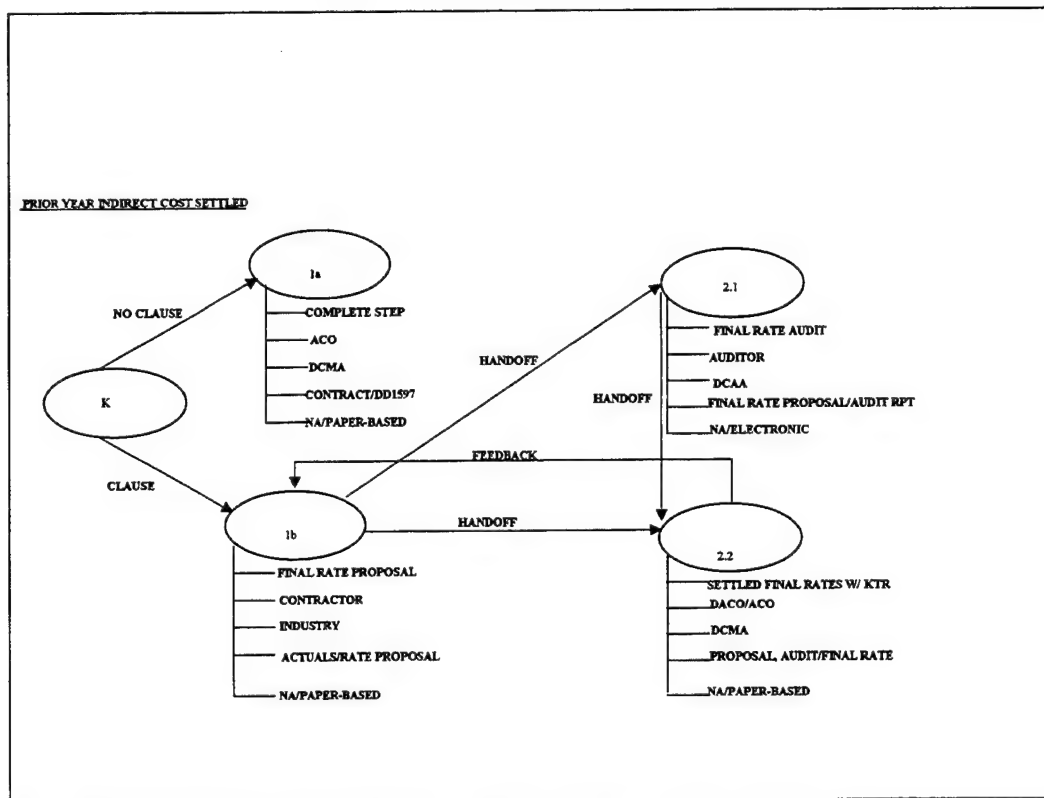 PRIOR YEAR INDIRECT COST SETTLED
1a
2.1
NO CLAUSE
COMPLETE STEP
ACO
DCMA
CONTRACT/DD1597
NA/PAPER-BASED
HANDOFF
HANDOFF
FINAL RATE AUDIT
AUDITOR
DCAA
FINAL RATE PROPOSAL/AUDIT RPT
NA/ELECTRONIC
K
CLAUSE
FEEDBACK
1b
HANDOFF
2.2
FINAL RATE PROPOSAL
CONTRACTOR
INDUSTRY
ACTUALS/RATE PROPOSAL
NA/PAPER-BASED
SETTLED FINAL RATES W/ KTR
DACO/ACO
DCMA
PROPOSAL, AUDIT/FINAL RATE
NA/PAPER-BASED